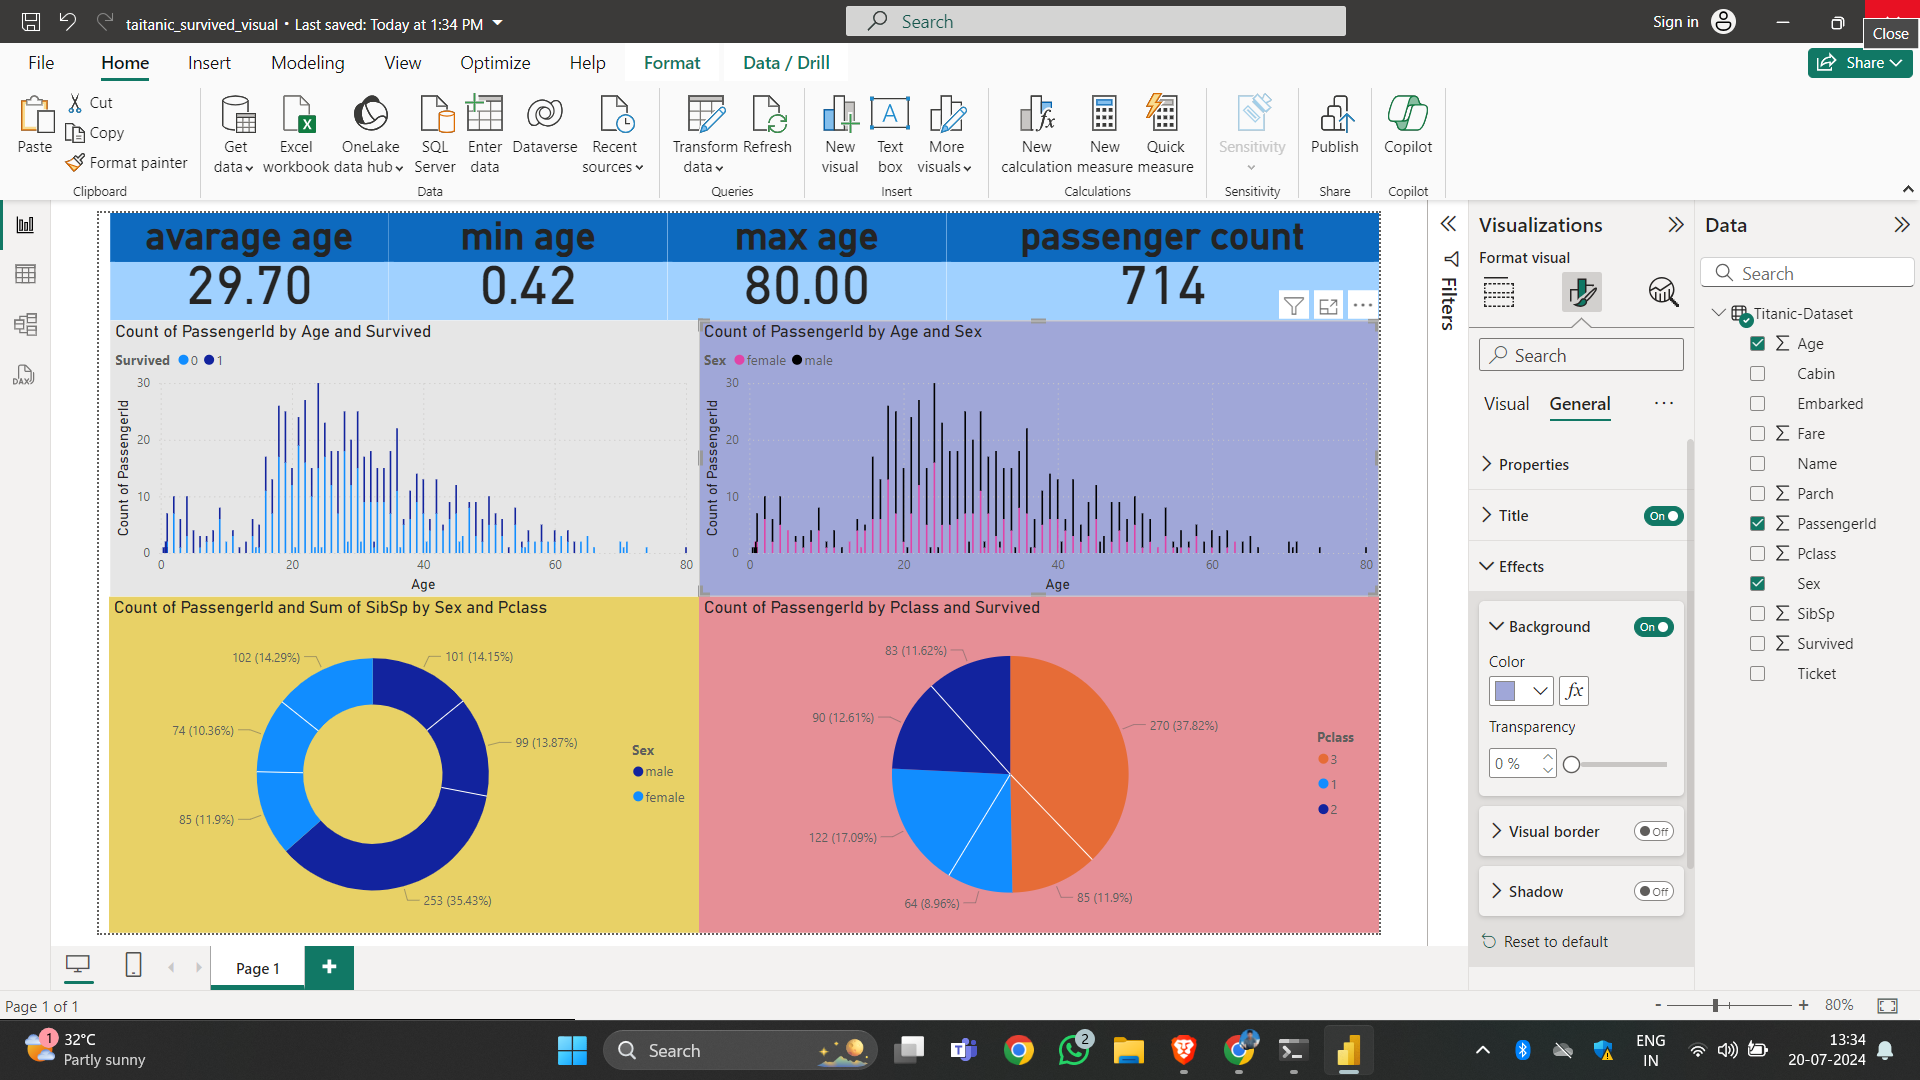 taitanic_survived_visual • Last saved: Today at 1:34 PM
Search
Sign in
Close
File Home Insert Modeling View Optimize Help Format Data / Drill
Share
Paste
Cut
Copy
Format painter
Clipboard
Get data
Excel workbook
OneLake data hub
SQL Server
Enter data
Dataverse
Recent sources
Data
Transform data
Refresh
Queries
New visual
Text box
More visuals
Insert
New calculation
New measure
Quick measure
Calculations
Sensitivity
Sensitivity
Publish
Share
Copilot
Copilot
avarage age min age max age passenger count
29.70 0.42 80.00 714
Count of PassengerId by Age and Survived
Survived 0 1
Count of PassengerId
30
20
10
0
0 20 40 60 80
Age
Count of PassengerId by Age and Sex
Sex female male
Count of PassengerId
30
20
10
0
0 20 40 60 80
Age
Count of PassengerId and Sum of SibSp by Sex and Pclass
102 (14.29%)
101 (14.15%)
74 (10.36%)
99 (13.87%)
85 (11.9%)
253 (35.43%)
Sex
male
female
Count of PassengerId by Pclass and Survived
83 (11.62%)
90 (12.61%)
270 (37.82%)
122 (17.09%)
64 (8.96%)
85 (11.9%)
Pclass
3
1
2
Filters
Visualizations
Format visual
Search
Visual General
Properties
Title On
Effects
Background On
Color
fx
Transparency
0 %
Visual border Off
Shadow Off
Reset to default
Data
Search
Titanic-Dataset
Age
Cabin
Embarked
Fare
Name
Parch
PassengerId
Pclass
Sex
SibSp
Survived
Ticket
Page 1
Page 1 of 1
- + 80%
1
32°C
Partly sunny
Search
2
ENG
IN
13:34
20-07-2024